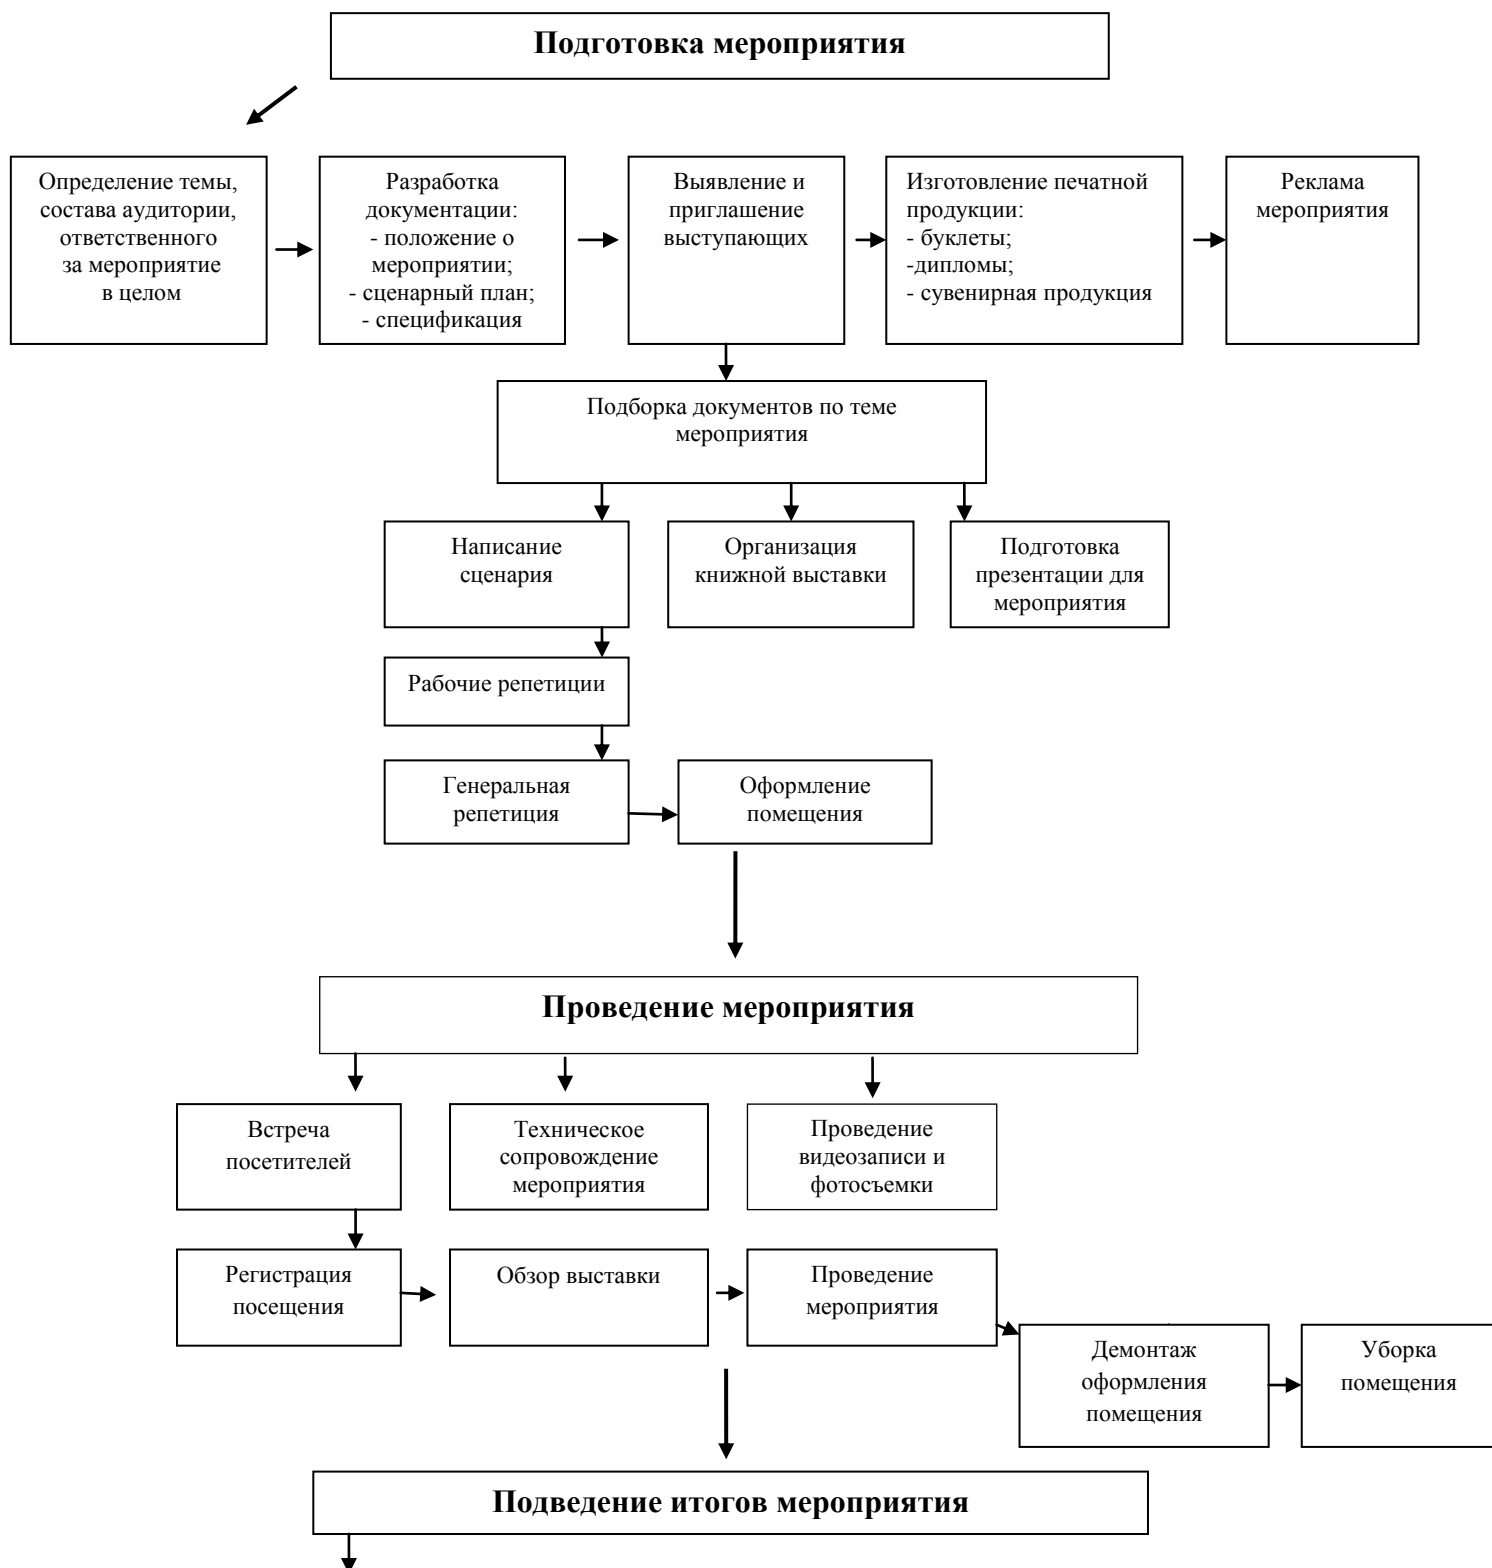 Подготовка мероприятия
Определение темы,
состава аудитории,
ответственного
за мероприятие
в целом
Разработка
документации:
- положение о
мероприятии;
- сценарный план;
- спецификация
Выявление и
приглашение
выступающих
Изготовление печатной
продукции:
- буклеты;
-дипломы;
- сувенирная продукция
Реклама
мероприятия
Подборка документов по теме
мероприятия
Написание
сценария
Организация
книжной выставки
Подготовка
презентации для
мероприятия
Рабочие репетиции
Генеральная
репетиция
Оформление
помещения
Проведение мероприятия
Встреча
посетителей
Техническое
сопровождение
мероприятия
Проведение
видеозаписи и
фотосъемки
Регистрация
посещения
Обзор выставки
Проведение
мероприятия
Демонтаж
оформления
помещения
Уборка
помещения
Подведение итогов мероприятия